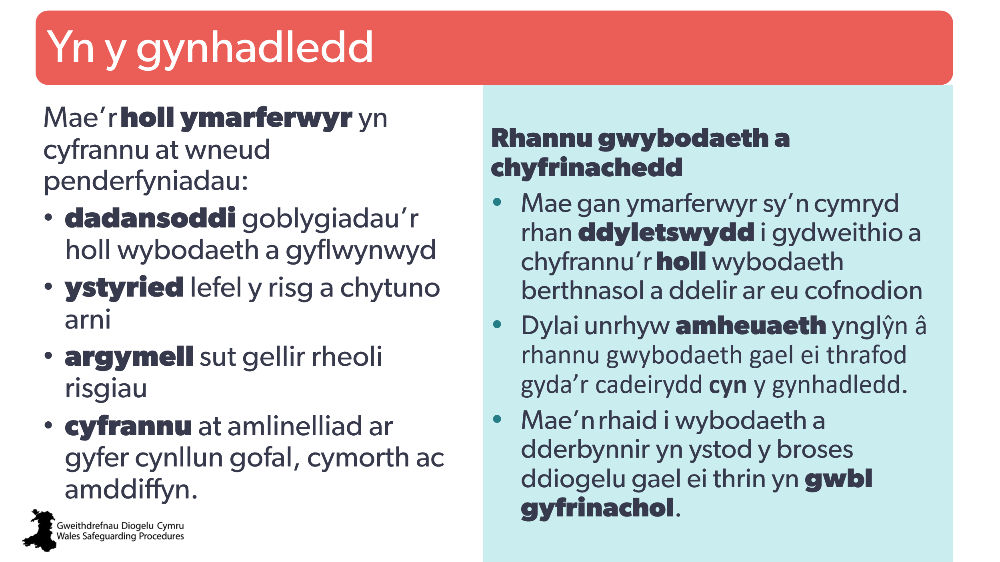 Yn y gynhadledd
Mae’r holl ymarferwyr yn
cyfrannu at wneud
penderfyniadau:
• dadansoddi goblygiadau’r
holl wybodaeth a gyflwynwyd
• ystyried lefel y risg a chytuno
arni
• argymell sut gellir rheoli
risgiau
• cyfrannu at amlinelliad ar
gyfer cynllun gofal, cymorth ac
amddiffyn.
Rhannu gwybodaeth a
chyfrinachedd
• Mae gan ymarferwyr sy’n cymryd
rhan ddyletswydd i gydweithio a
chyfrannu’r holl wybodaeth
berthnasol a ddelir ar eu cofnodion
• Dylai unrhyw amheuaeth ynglŷn â
rhannu gwybodaeth gael ei thrafod
gyda’r cadeirydd cyn y gynhadledd.
• Mae’n rhaid i wybodaeth a
dderbynnir yn ystod y broses
ddiogelu gael ei thrin yn gwbl
gyfrinachol.
Gweithdrefnau Diogelu Cymru
Wales Safeguarding Procedures